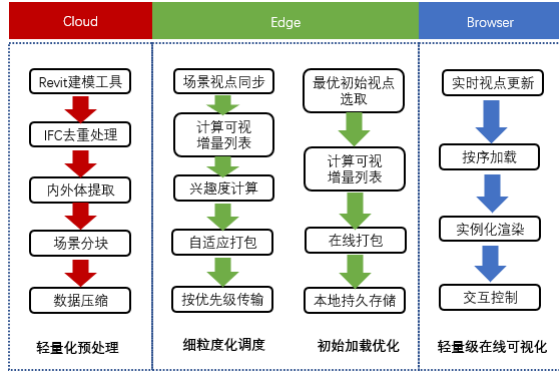 Cloud
Edge
Browser
Revit建模工具
IFC去重处理
内外体提取
场景分块
数据压缩
轻量化预处理
场景视点同步
计算可视
增量列表
兴趣度计算
自适应打包
按优先级传输
细粒度化调度
最优初始视点
选取
计算可视
增量列表
在线打包
本地持久存储
初始加载优化
实时视点更新
按序加载
实例化渲染
交互控制
轻量级在线可视化